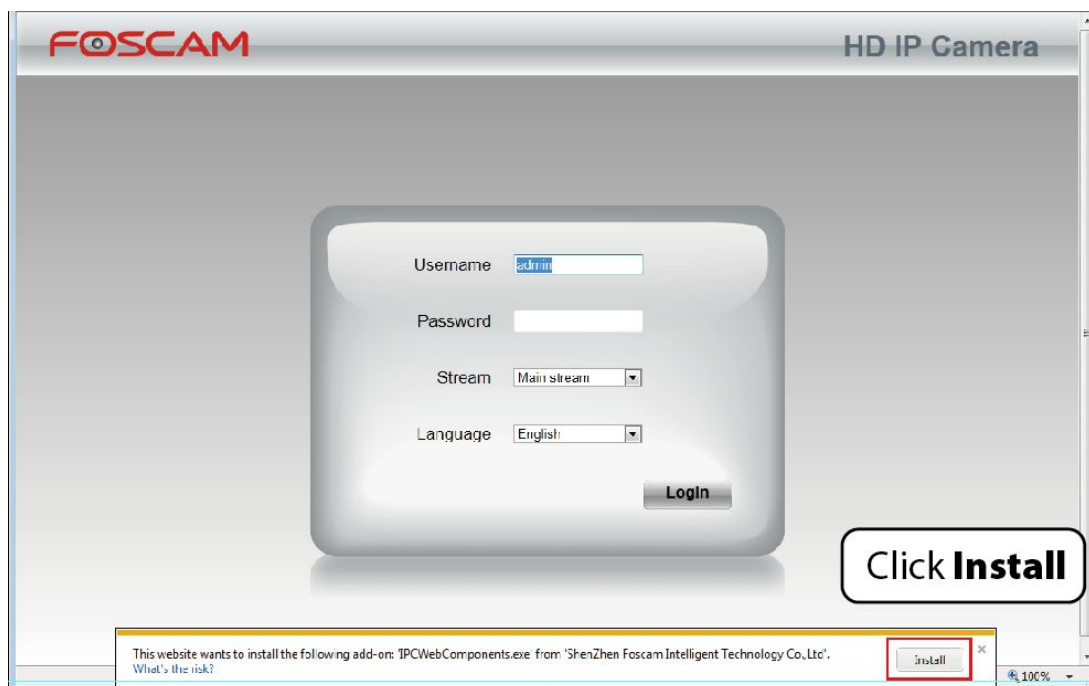 FOSCAM
HD IP Camera
Username admin
Password
Stream Main stream
Language English
Login
Click Install
This website wants to install the following add-on: 'IPCWebComponents.exe' from 'ShenZhen Foscam Intelligent Technology Co.,Ltd'.
What's the risk?
Install
100%